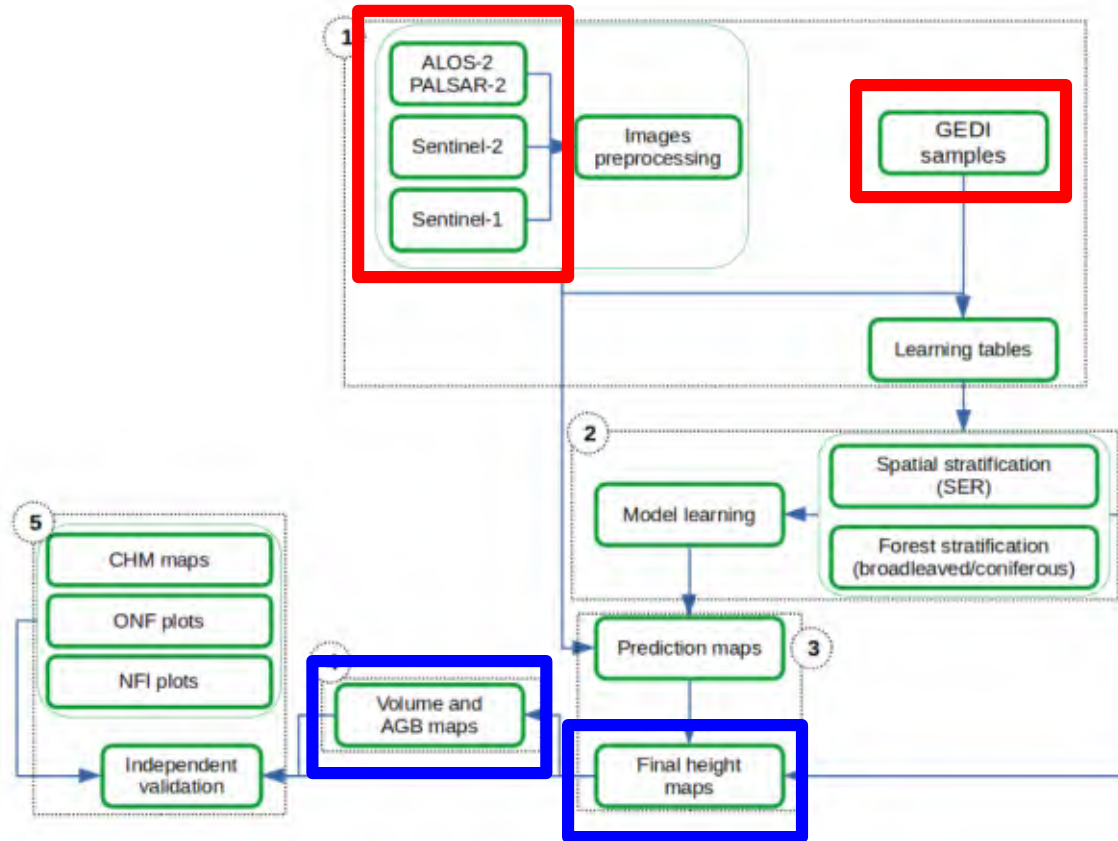 1
ALOS-2
PALSAR-2
Sentinel-2
Sentinel-1
Images
preprocessing
GEDI
samples
Learning tables
2
Spatial stratification
(SER)
Forest stratification
(broadleaved/coniferous)
Model learning
Prediction maps
3
Final height
maps
Volume and
AGB maps
5
CHM maps
ONF plots
NFI plots
Independent
validation